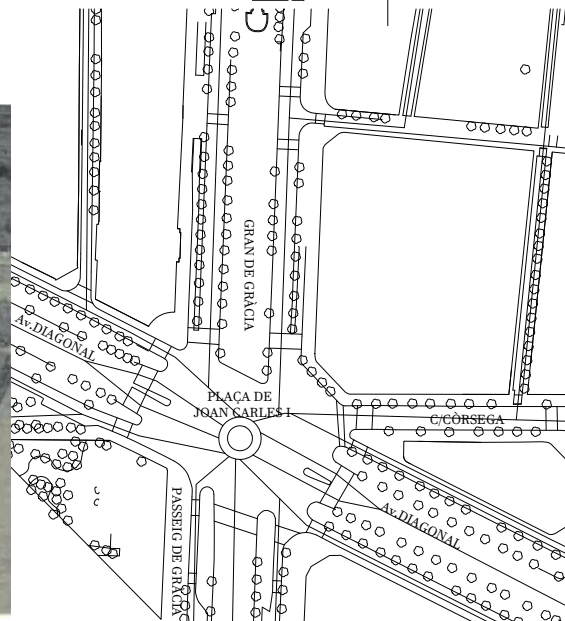 GRAN DE GRÀCIA
Av.DIAGONAL
PLAÇA DE
JOAN CARLES I
C/CÒRSEGA
Av.DIAGONAL
PASSEIG DE GRÀCIA